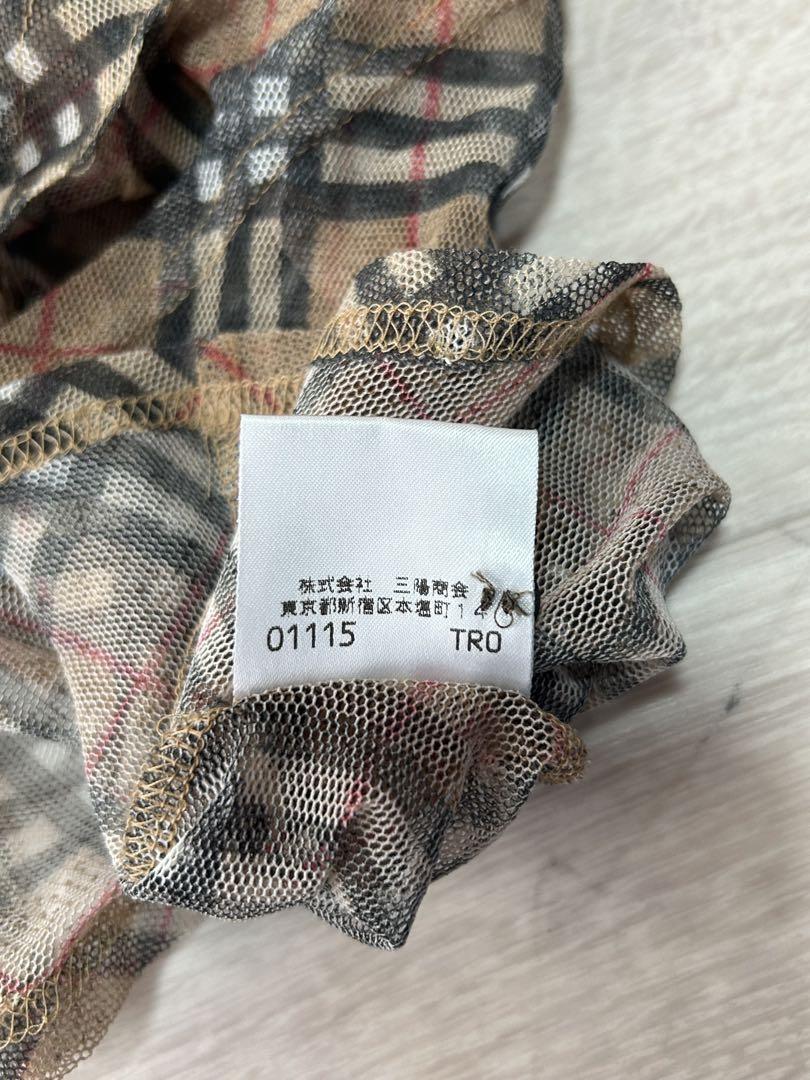 株式会社 三陽商会
東京都新宿区本塩町14
01115 TRO